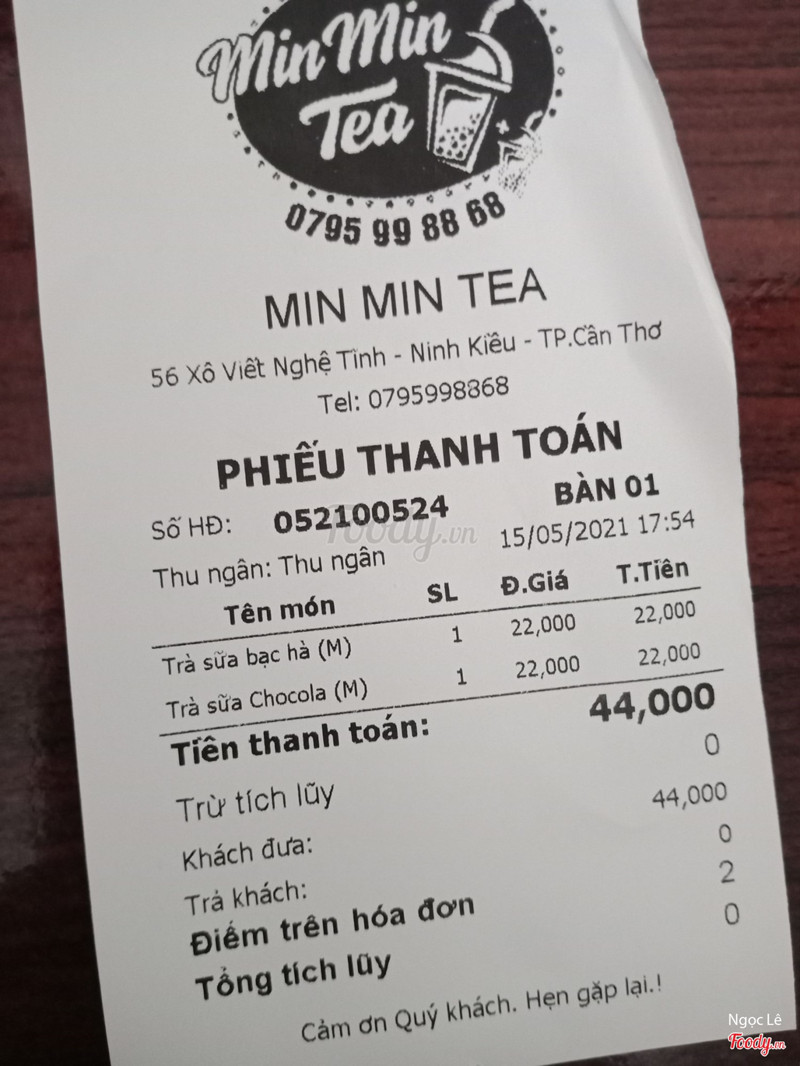 Min Min
Tea
0795 99 88 68
MIN MIN TEA
56 Xô Viết Nghệ Tĩnh - Ninh Kiều - TP.Cần Thơ
Tel: 0795998868
PHIẾU THANH TOÁN
BÀN 01
Số HĐ: 052100524
15/05/2021 17:54
Thu ngân: Thu ngân
Tên món SL Đ.Giá T.Tiền
Trà sữa bạc hà (M) 1 22,000 22,000
Trà sữa Chocola (M) 1 22,000 22,000
Tiền thanh toán: 44,000
Trừ tích lũy 0
Khách đưa: 44,000
Trả khách: 0
Điểm trên hóa đơn 2
Tổng tích lũy 0
Cảm ơn Quý khách. Hẹn gặp lại.!
Foody.vn
Ngọc Lê
Foody.vn